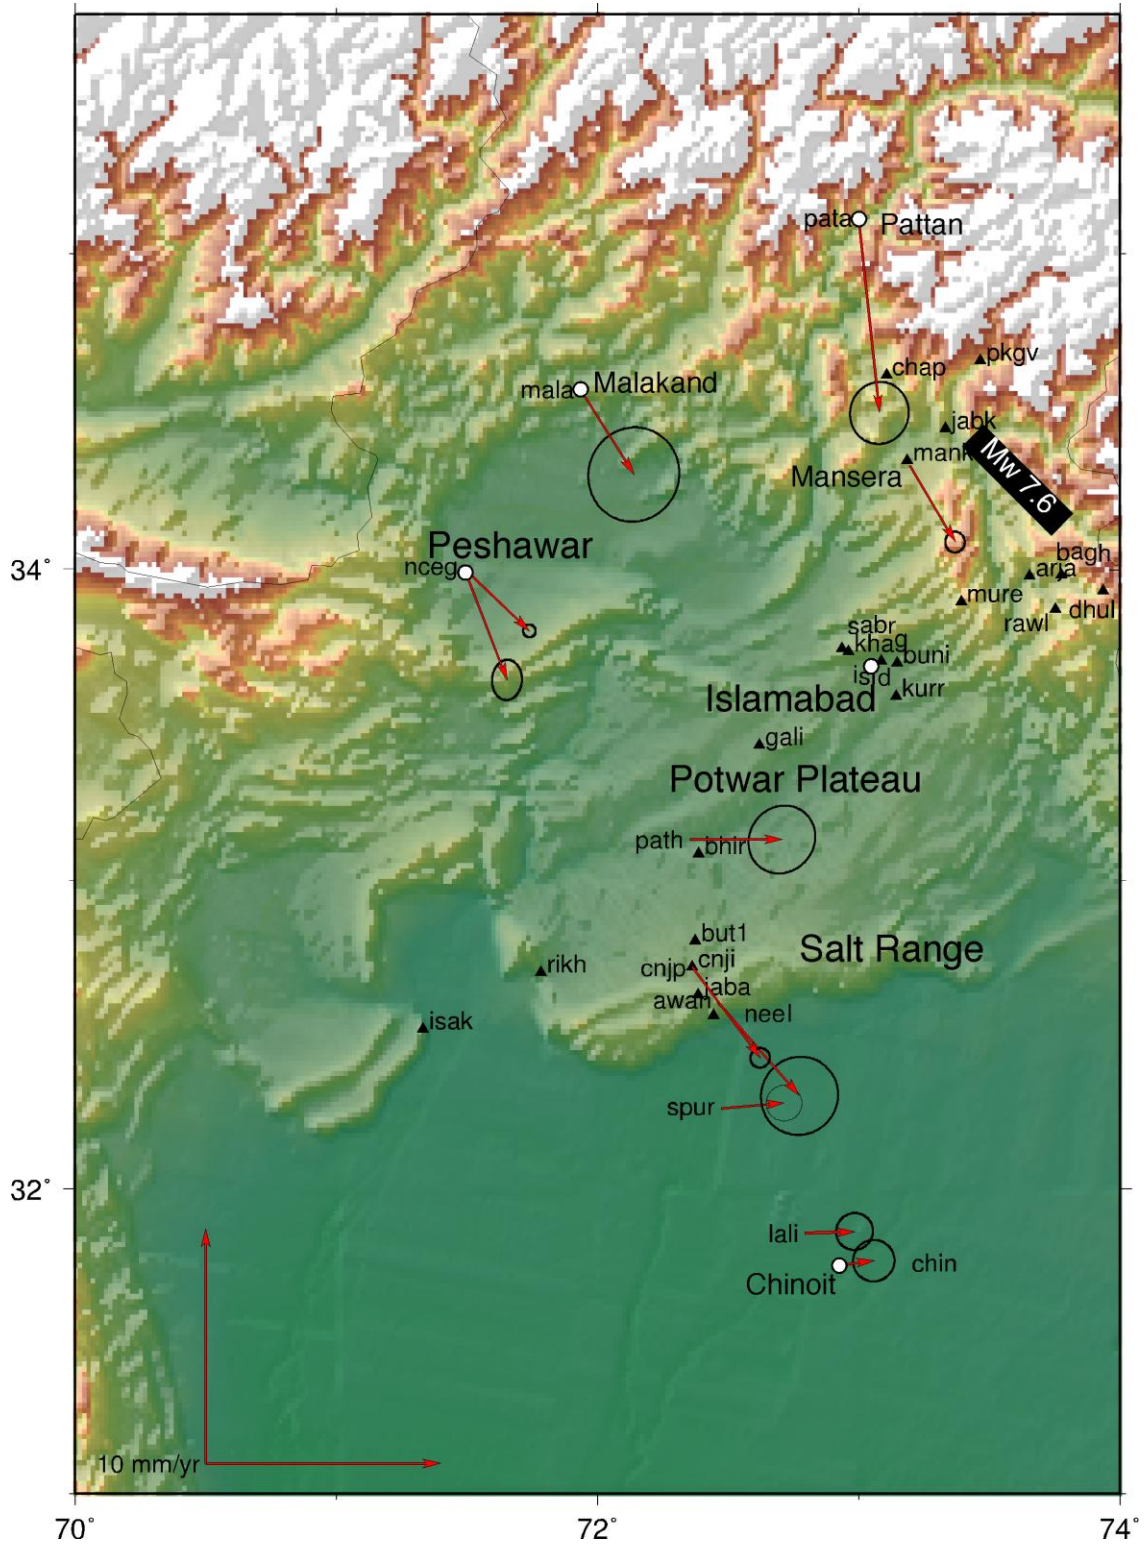 pata Pattan
pkgv
chap
mala Malakand
jabk
mank
Mw 7.6
Mansera
Peshawar
nceg
bagh
arja
mure
dhul
rawl
sabr
khag
buni
isld
Islamabad
kurr
gali
Potwar Plateau
path
bhir
but1
Salt Range
cnji
cnjp
rikh
jaba
awan
neel
isak
spur
lali
chin
Chinoit
10 mm/yr
34°
32°
70°
72°
74°